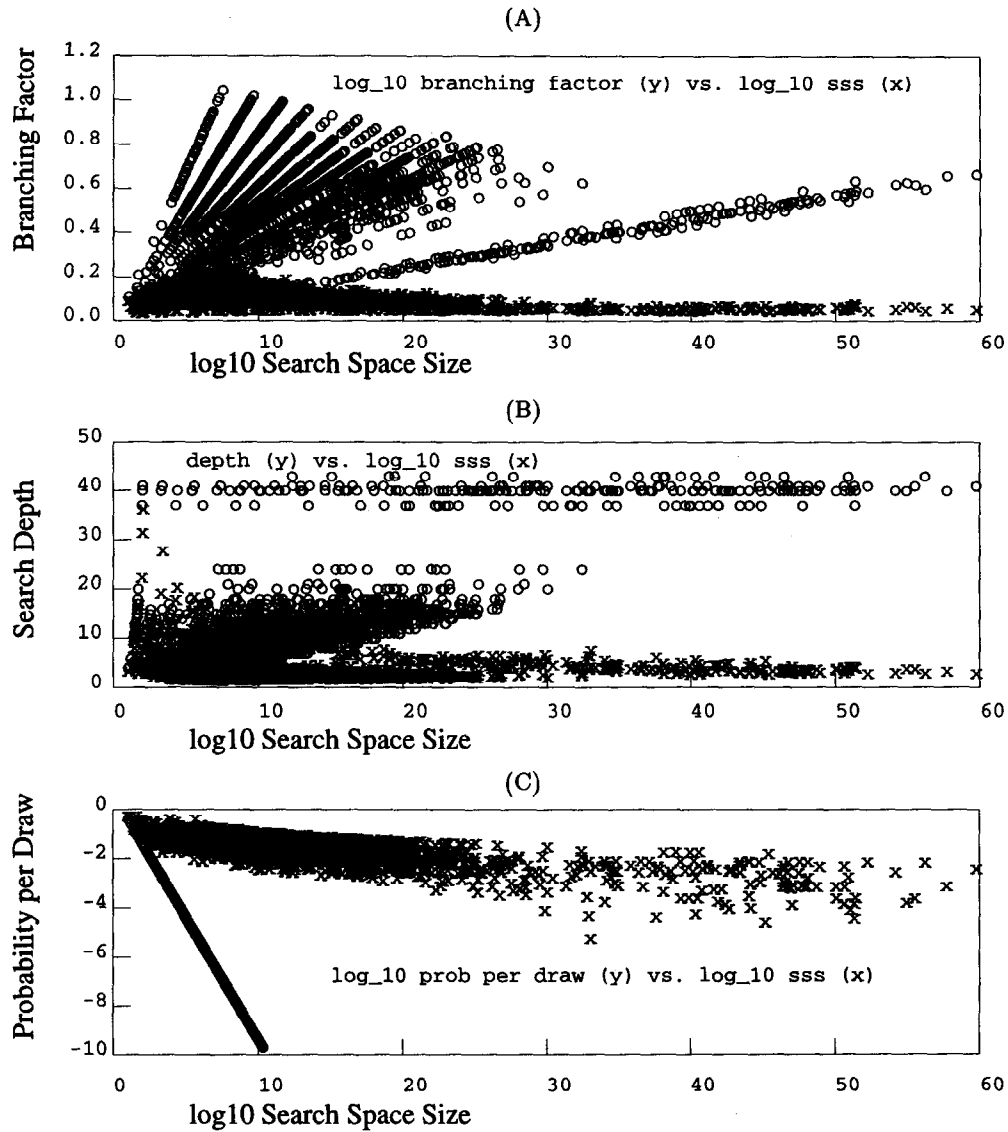 (A)
Branching Factor
1.2
1.0
0.8
0.6
0.4
0.2
0.0
log_10 branching factor (y) vs. log_10 sss (x)
0 10 20 30 40 50 60
log10 Search Space Size
(B)
Search Depth
50
40
30
20
10
0
depth (y) vs. log_10 sss (x)
0 10 20 30 40 50 60
log10 Search Space Size
(C)
Probability per Draw
0
-2
-4
-6
-8
-10
log_10 prob per draw (y) vs. log_10 sss (x)
0 10 20 30 40 50 60
log10 Search Space Size